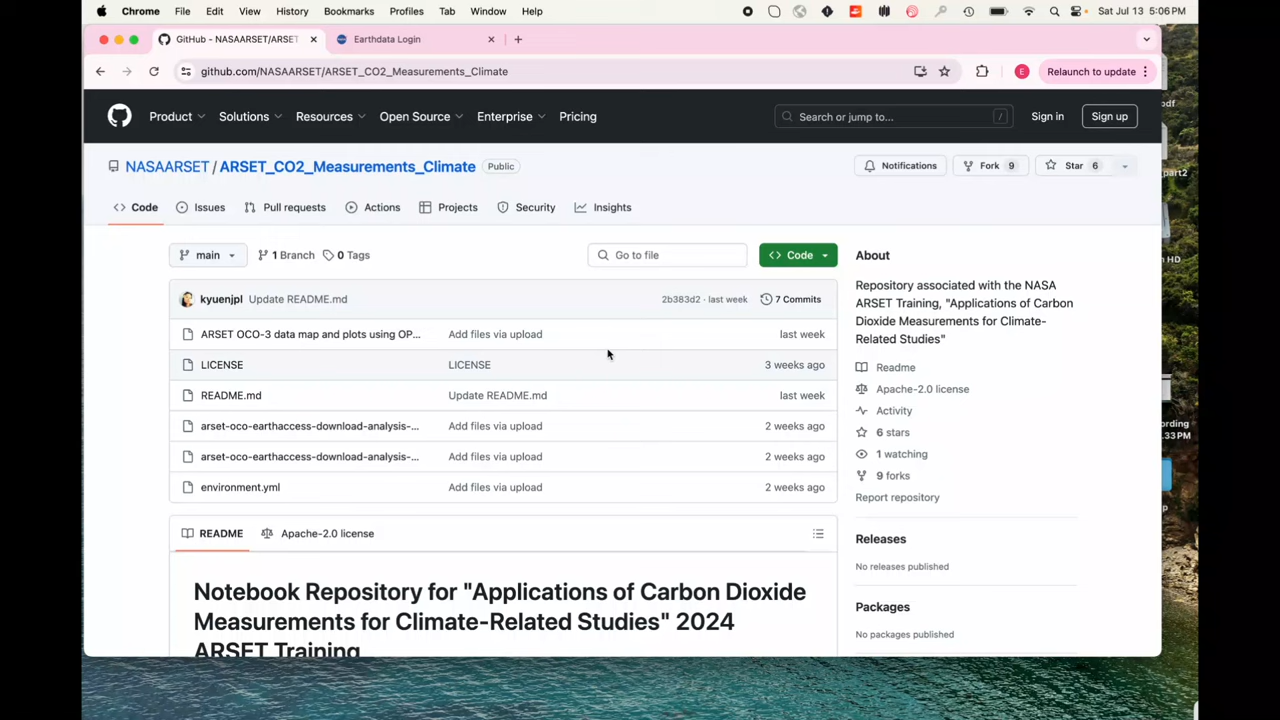 Chrome File Edit View History Bookmarks Profiles Tab Window Help Sat Jul 13 5:06 PM
GitHub - NASAARSET/ARSET Earthdata Login
github.com/NASAARSET/ARSET_CO2_Measurements_Climate E Relaunch to update
Product Solutions Resources Open Source Enterprise Pricing Search or jump to... / Sign in Sign up
NASAARSET / ARSET_CO2_Measurements_Climate Public Notifications Fork 9 Star 6
Code Issues Pull requests Actions Projects Security Insights
main 1 Branch 0 Tags Go to file Code
kyuenjpl Update README.md 2b383d2 · last week 7 Commits
ARSET OCO-3 data map and plots using OP... Add files via upload last week
LICENSE LICENSE 3 weeks ago
README.md Update README.md last week
arset-oco-earthaccess-download-analysis-... Add files via upload 2 weeks ago
arset-oco-earthaccess-download-analysis-... Add files via upload 2 weeks ago
environment.yml Add files via upload 2 weeks ago
README Apache-2.0 license
Notebook Repository for "Applications of Carbon Dioxide
Measurements for Climate-Related Studies" 2024
ARSET Training
About
Repository associated with the NASA
ARSET Training, "Applications of Carbon
Dioxide Measurements for Climate-
Related Studies"
Readme
Apache-2.0 license
Activity
6 stars
1 watching
9 forks
Report repository
Releases
No releases published
Packages
No packages published
pdf
part2
HD
ording
.33 PM
p